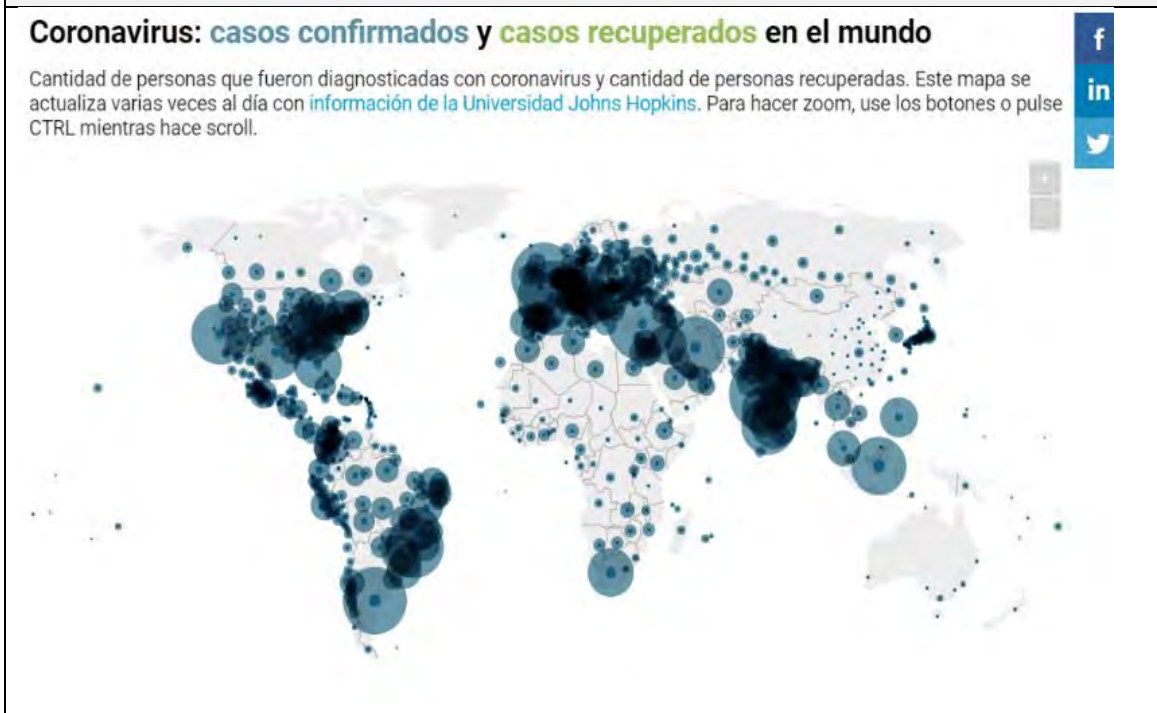 Coronavirus: casos confirmados y casos recuperados en el mundo
Cantidad de personas que fueron diagnosticadas con coronavirus y cantidad de personas recuperadas. Este mapa se
actualiza varias veces al día con información de la Universidad Johns Hopkins. Para hacer zoom, use los botones o pulse
CTRL mientras hace scroll.
f
in
+